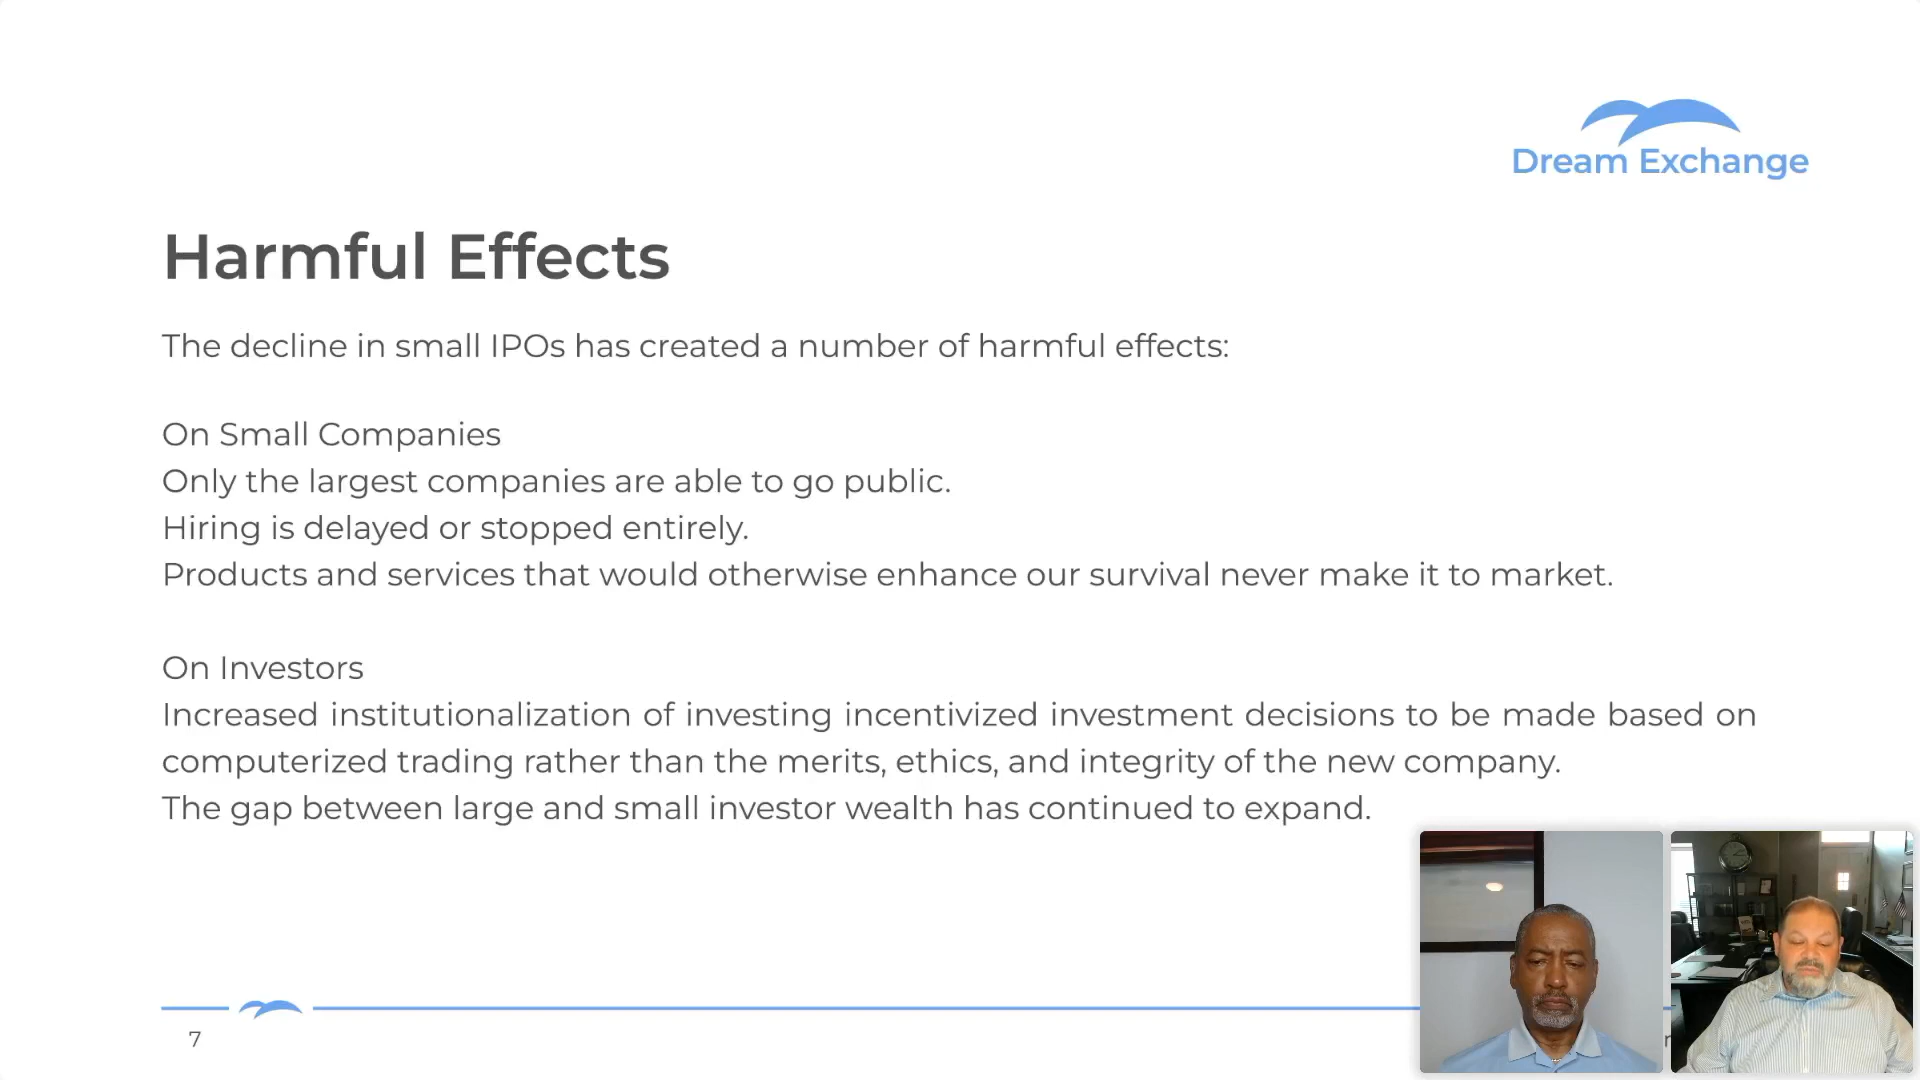 Dream Exchange
Harmful Effects
The decline in small IPOs has created a number of harmful effects:
On Small Companies
Only the largest companies are able to go public.
Hiring is delayed or stopped entirely.
Products and services that would otherwise enhance our survival never make it to market.
On Investors
Increased institutionalization of investing incentivized investment decisions to be made based on
computerized trading rather than the merits, ethics, and integrity of the new company.
The gap between large and small investor wealth has continued to expand.
7